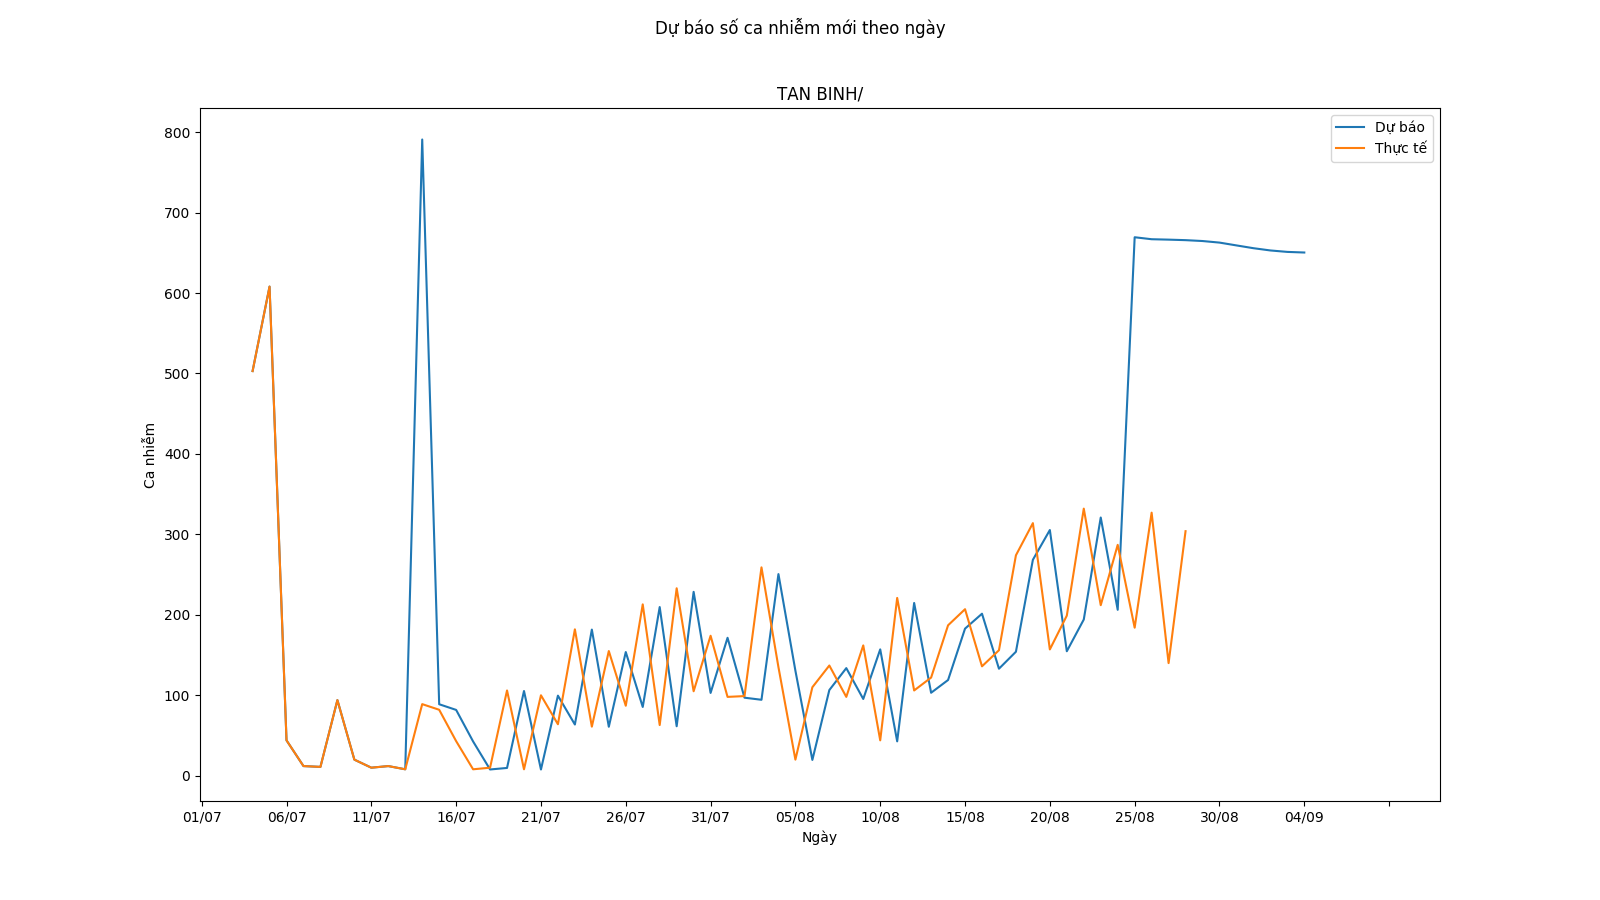 Dự báo số ca nhiễm mới theo ngày
TAN BINH/
Dự báo
Thực tế
Ca nhiễm
800
700
600
500
400
300
200
100
0
01/07 06/07 11/07 16/07 21/07 26/07 31/07 05/08 10/08 15/08 20/08 25/08 30/08 04/09
Ngày